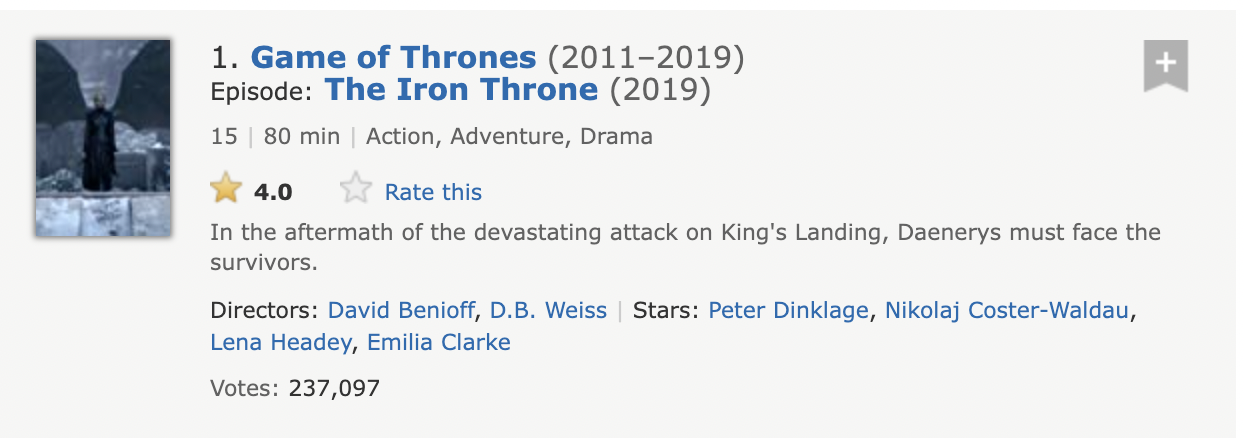 1. Game of Thrones (2011–2019)
Episode: The Iron Throne (2019)
15 | 80 min | Action, Adventure, Drama
4.0 Rate this
In the aftermath of the devastating attack on King's Landing, Daenerys must face the
survivors.
Directors: David Benioff, D.B. Weiss | Stars: Peter Dinklage, Nikolaj Coster-Waldau,
Lena Headey, Emilia Clarke
Votes: 237,097